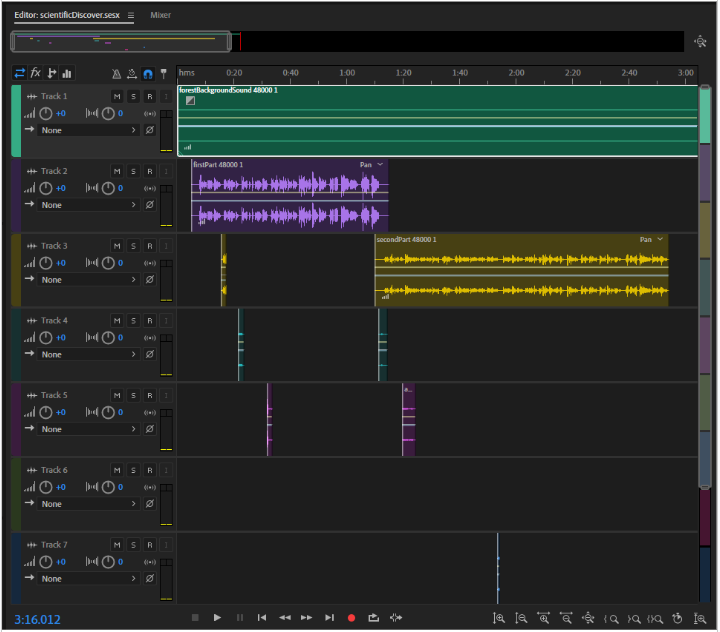 Editor: scientificDiscover.sesx
Mixer
fx
hms 0:20 0:40 1:00 1:20 1:40 2:00 2:20 2:40 3:00
Track 1 M S R I
+0 0
None
forestBackgroundSound 48000 1
Track 2 M S R I
+0 0
None
firstPart 48000 1 Pan
Track 3 M S R I
+0 0
None
secondPart 48000 1 Pan
Track 4 M S R I
+0 0
None
Track 5 M S R I
+0 0
None
a...
Track 6 M S R I
+0 0
None
Track 7 M S R I
+0 0
None
3:16.012